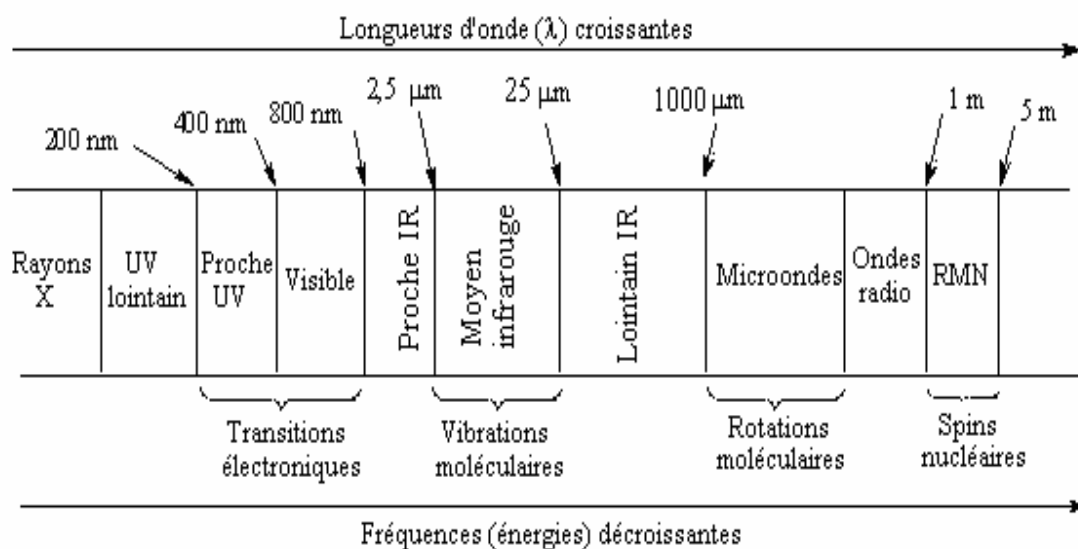 Longueurs d'onde (λ) croissantes
200 nm
400 nm
800 nm
2,5 μm
25 μm
1000 μm
1 m
5 m
Rayons
X
UV
lointain
Proche
UV
Visible
Proche IR
Moyen
infrarouge
Lointain IR
Microondes
Ondes
radio
RMN
Transitions
électroniques
Vibrations
moléculaires
Rotations
moléculaires
Spins
nucléaires
Fréquences (énergies) décroissantes